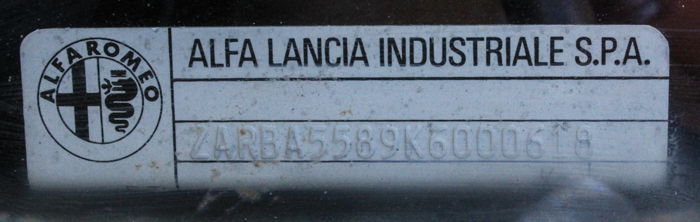 ALFA ROMEO
ALFA LANCIA INDUSTRIALE S.P.A.
ZARBA5589K6000618